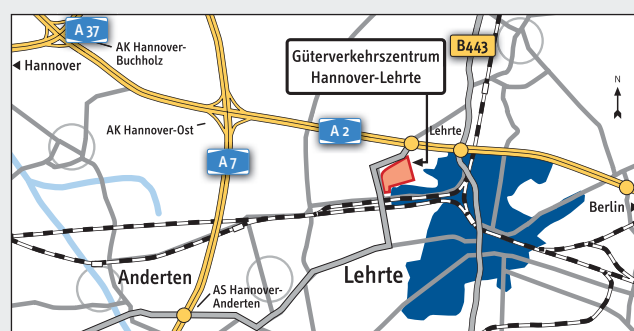 A 37
AK Hannover-
Buchholz
Hannover
Güterverkehrszentrum
Hannover-Lehrte
B443
N
AK Hannover-Ost
A 2
Lehrte
A 7
Berlin
Anderten
Lehrte
AS Hannover-
Anderten